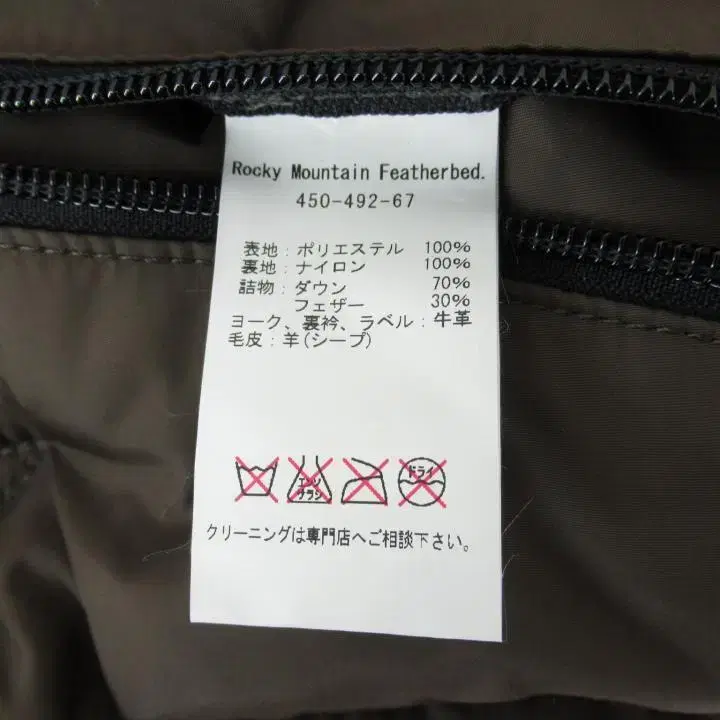 Rocky Mountain Featherbed.
450-492-67
表地：ポリエステル 100%
裏地：ナイロン 100%
詰物：ダウン 70%
フェザー 30%
ヨーク、裏衿、ラベル：牛革
毛皮：羊(シープ)
エンソ サラシ ドライ
クリーニングは専門店へご相談下さい。